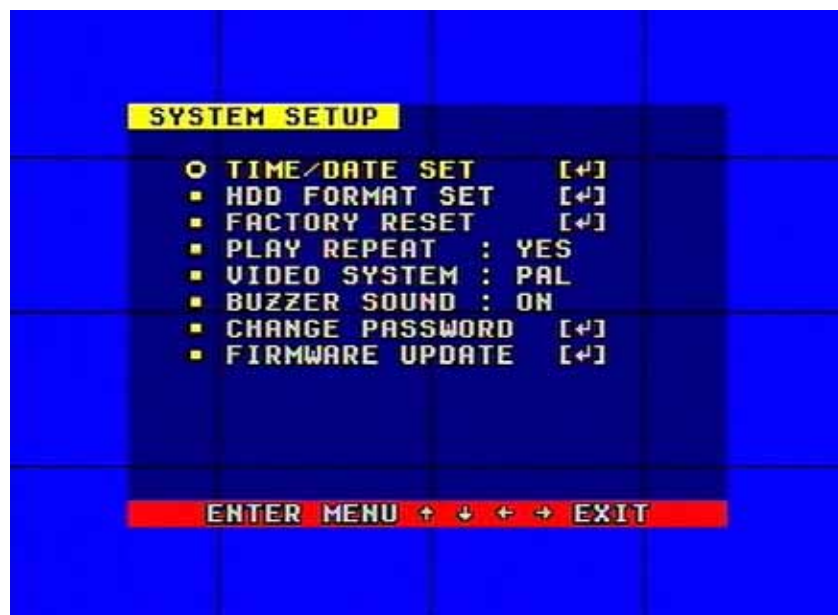 SYSTEM SETUP
TIME/DATE SET [↵]
HDD FORMAT SET [↵]
FACTORY RESET [↵]
PLAY REPEAT : YES
VIDEO SYSTEM : PAL
BUZZER SOUND : ON
CHANGE PASSWORD [↵]
FIRMWARE UPDATE [↵]
ENTER MENU ↑ ↓ ← → EXIT